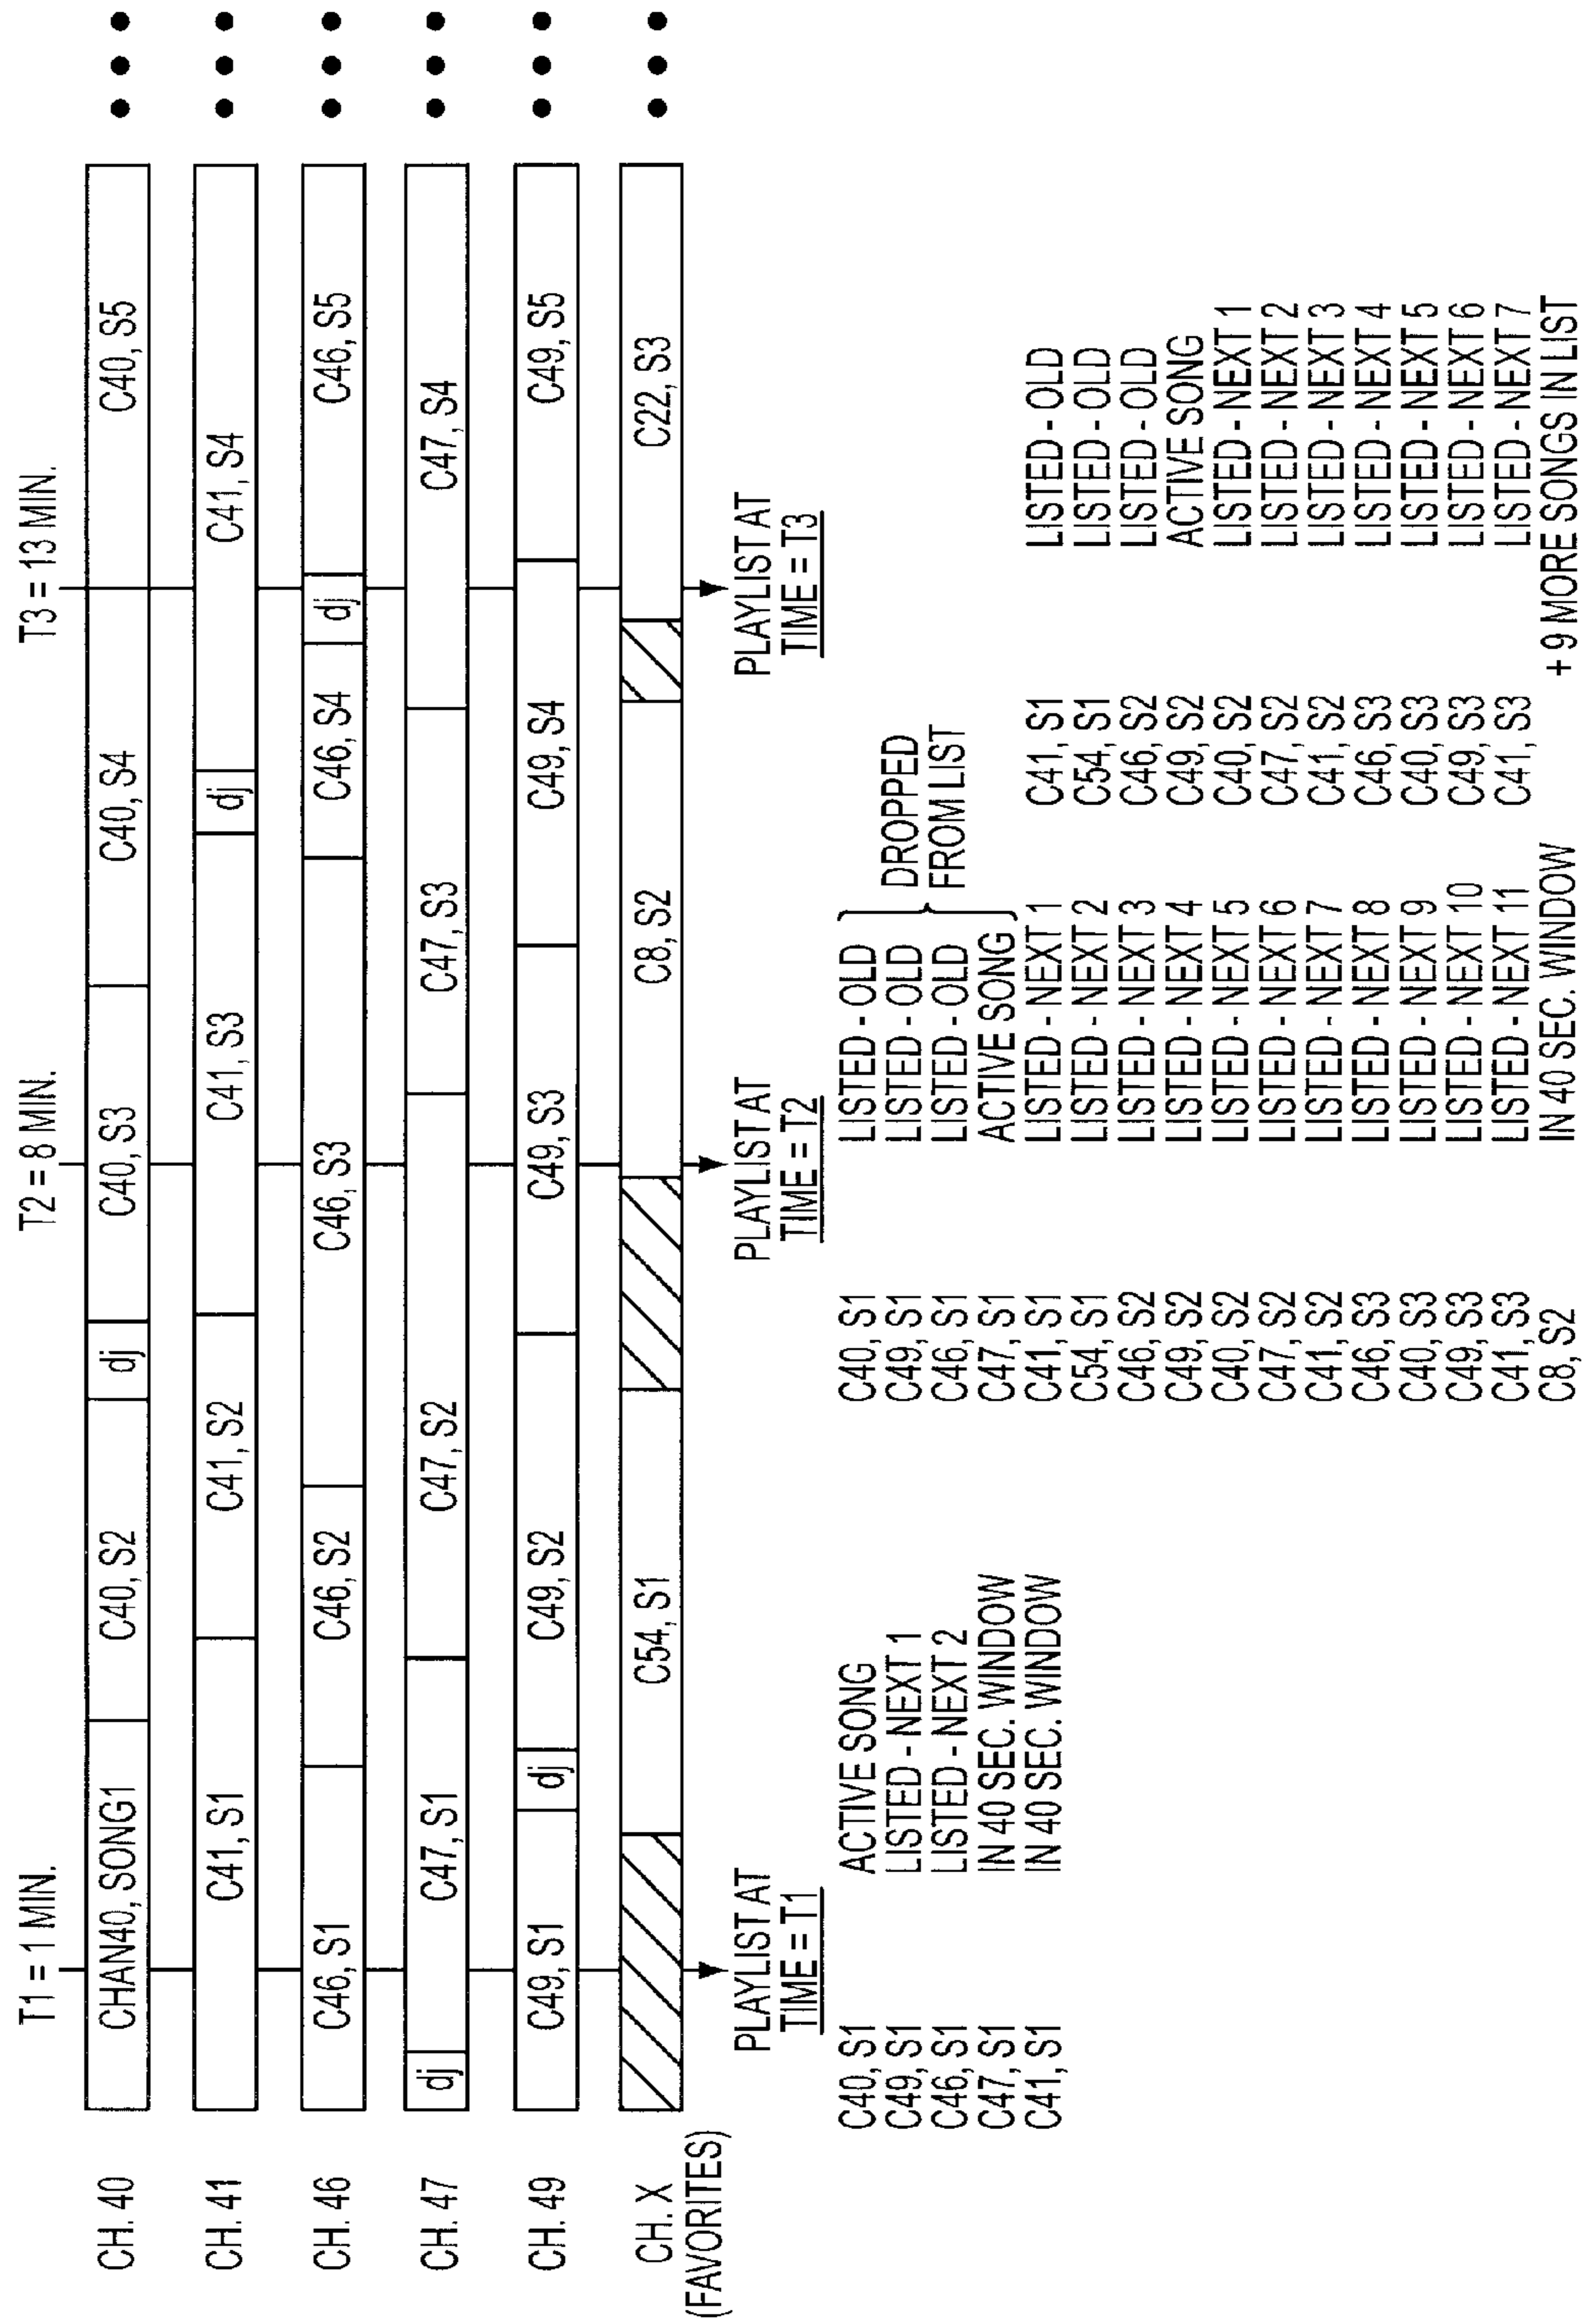 T1 = 1 MIN.
T2 = 8 MIN.
T3 = 13 MIN.
CH. 40
CHAN40, SONG1
C40, S2
dj
C40, S3
C40, S4
C40, S5
CH. 41
C41, S1
C41, S2
C41, S3
dj
C41, S4
CH. 46
C46, S1
C46, S2
C46, S3
C46, S4
dj
C46, S5
CH. 47
dj
C47, S1
C47, S2
C47, S3
C47, S4
CH. 49
C49, S1
dj
C49, S2
C49, S3
C49, S4
C49, S5
CH. X
(FAVORITES)
C54, S1
C8, S2
C22, S3
PLAYLIST AT
TIME = T1
C40, S1 ACTIVE SONG
C49, S1 LISTED - NEXT 1
C46, S1 LISTED - NEXT 2
C47, S1 IN 40 SEC. WINDOW
C41, S1 IN 40 SEC. WINDOW
PLAYLIST AT
TIME = T2
C40, S1 LISTED - OLD
C49, S1 LISTED - OLD
C46, S1 LISTED - OLD
C47, S1 ACTIVE SONG
DROPPED
FROM LIST
C41, S1 LISTED - NEXT 1
C54, S1 LISTED - NEXT 2
C46, S2 LISTED - NEXT 3
C49, S2 LISTED - NEXT 4
C40, S2 LISTED - NEXT 5
C47, S2 LISTED - NEXT 6
C41, S2 LISTED - NEXT 7
C46, S3 LISTED - NEXT 8
C40, S3 LISTED - NEXT 9
C49, S3 LISTED - NEXT 10
C41, S3 LISTED - NEXT 11
C8, S2 IN 40 SEC. WINDOW
PLAYLIST AT
TIME = T3
C41, S1 LISTED - OLD
C54, S1 LISTED - OLD
C46, S2 LISTED - OLD
C49, S2 ACTIVE SONG
C40, S2 LISTED - NEXT 1
C47, S2 LISTED - NEXT 2
C41, S2 LISTED - NEXT 3
C46, S3 LISTED - NEXT 4
C40, S3 LISTED - NEXT 5
C49, S3 LISTED - NEXT 6
C41, S3 LISTED - NEXT 7
+ 9 MORE SONGS IN LIST